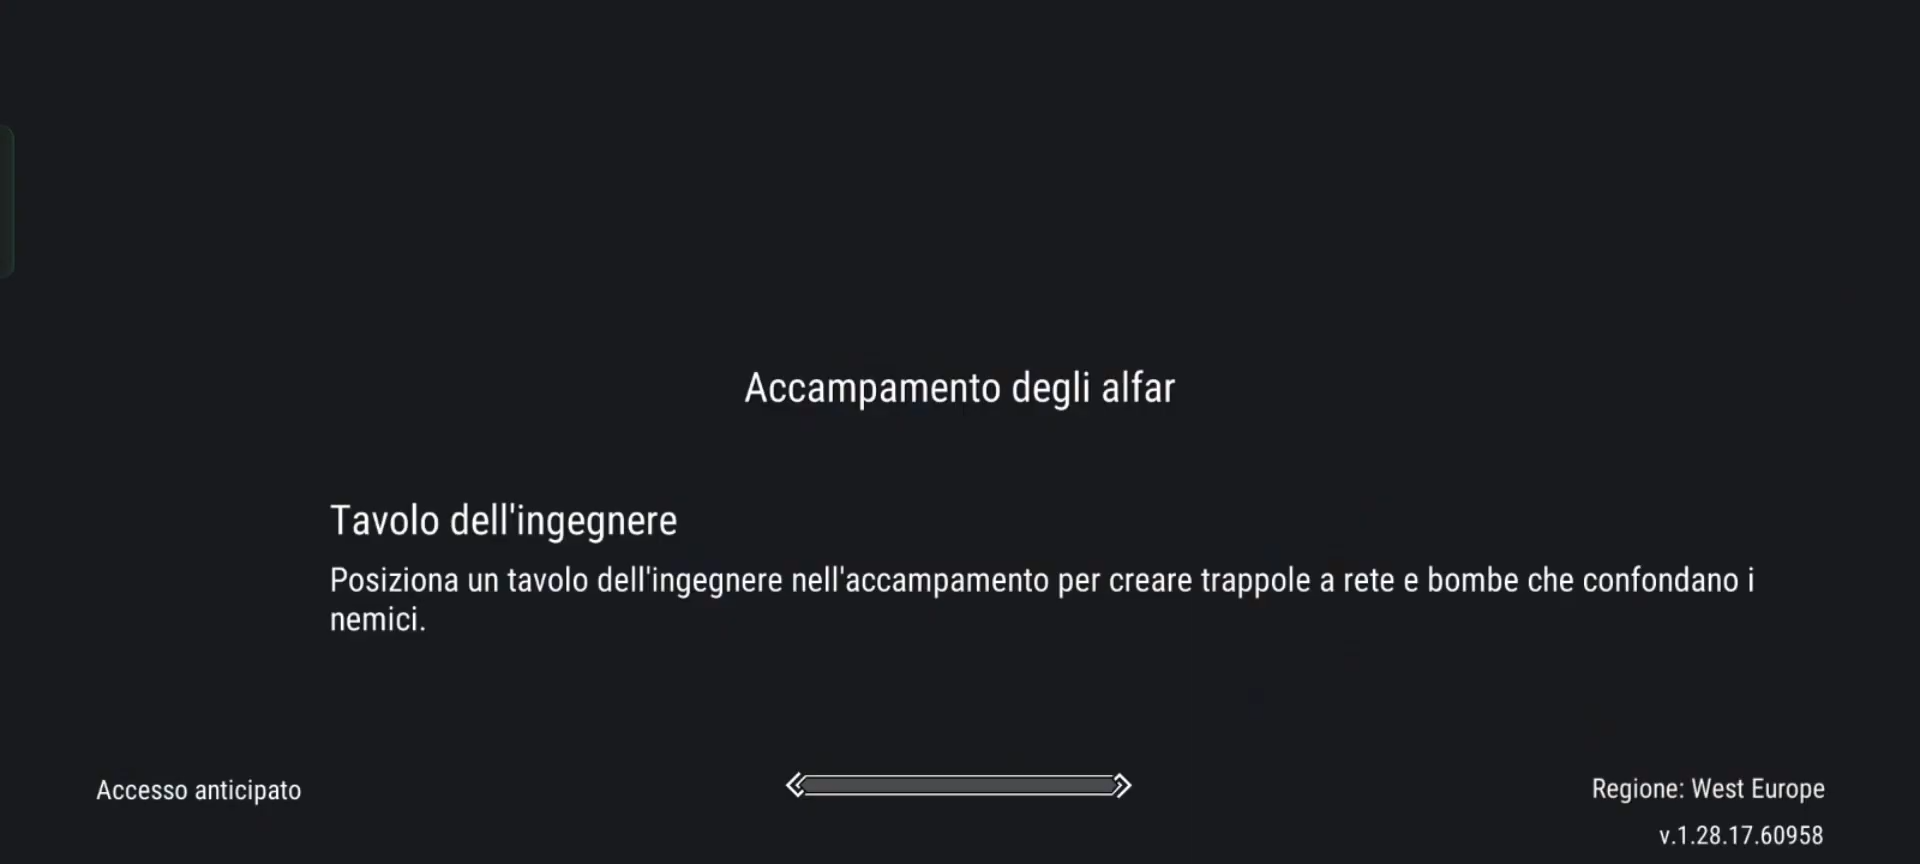 Accampamento degli alfar
Tavolo dell'ingegnere
Posiziona un tavolo dell'ingegnere nell'accampamento per creare trappole a rete e bombe che confondano i
nemici.
Accesso anticipato
Regione: West Europe
v.1.28.17.60958